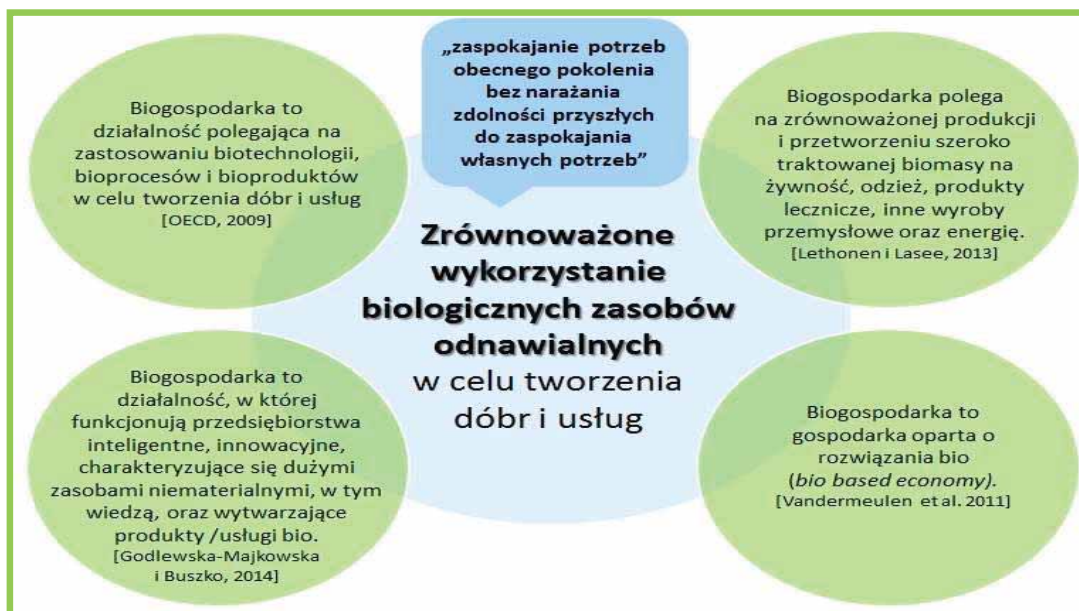 „zaspokajanie potrzeb
obecnego pokolenia
bez narażania
zdolności przyszłych
do zaspokajania
własnych potrzeb”
Biogospodarka to
działalność polegająca na
zastosowaniu biotechnologii,
bioprocesów i bioproduktów
w celu tworzenia dóbr i usług
[OECD, 2009]
Biogospodarka polega
na zrównoważonej produkcji
i przetworzeniu szeroko
traktowanej biomasy na
żywność, odzież, produkty
lecznicze, inne wyroby
przemysłowe oraz energię.
[Lethonen i Lasee, 2013]
Zrównoważone
wykorzystanie
biologicznych zasobów
odnawialnych
w celu tworzenia
dóbr i usług
Biogospodarka to
działalność, w której
funkcjonują przedsiębiorstwa
inteligentne, innowacyjne,
charakteryzujące się dużymi
zasobami niematerialnymi, w tym
wiedzą, oraz wytwarzające
produkty /usługi bio.
[Godlewska-Majkowska
i Buszko, 2014]
Biogospodarka to
gospodarka oparta o
rozwiązania bio
(bio based economy).
[Vandermeulen et al. 2011]